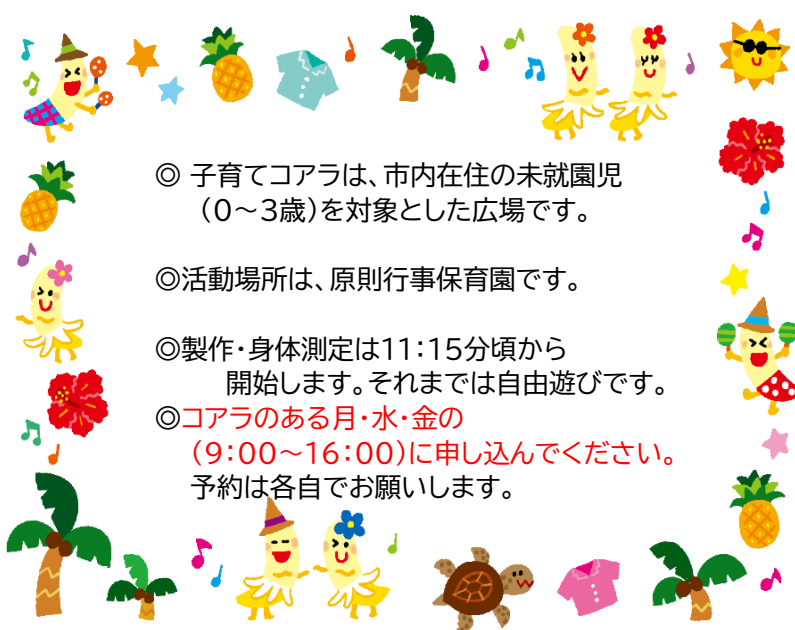 ◎ 子育てコアラは、市内在住の未就園児
（０～３歳）を対象とした広場です。
◎活動場所は、原則行事保育園です。
◎製作・身体測定は１１：１５分頃から
開始します。それまでは自由遊びです。
◎コアラのある月・水・金の
（９：００～１６：００）に申し込んでください。
予約は各自でお願いします。